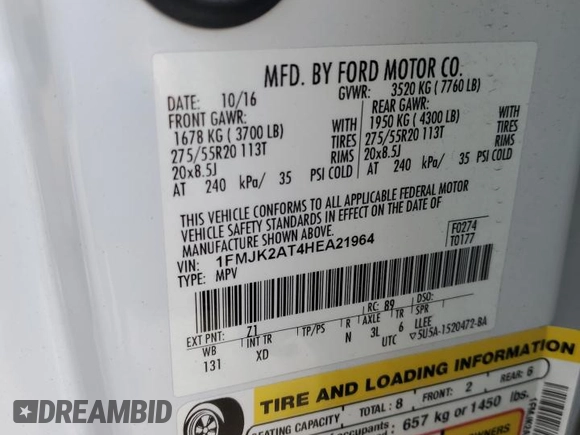 MFD. BY FORD MOTOR CO.
DATE: 10/16
GVWR: 3520 KG ( 7760 LB)
FRONT GAWR:
REAR GAWR:
1678 KG ( 3700 LB) WITH
1950 KG ( 4300 LB) WITH
275/55R20 113T TIRES
275/55R20 113T TIRES
20x8.5J RIMS
20x8.5J RIMS
AT 240 kPa/ 35 PSI COLD
AT 240 kPa/ 35 PSI COLD
THIS VEHICLE CONFORMS TO ALL APPLICABLE FEDERAL MOTOR
VEHICLE SAFETY STANDARDS IN EFFECT ON THE DATE OF
MANUFACTURE SHOWN ABOVE.
F0274
T0177
VIN: 1FMJK2AT4HEA21964
TYPE: MPV
EXT PNT: Z1 RC: 89 DSO:
WB INT TR TP/PS R AXLE TR SPR
131 XD N 3L 6 LLEE
UTC 5U5A-1520472-BA
TIRE AND LOADING INFORMATION
SEATING CAPACITY TOTAL: 8 FRONT: 2 REAR: 6
occupants 657 kg or 1450 lbs.
OWNERS
DREAMBID